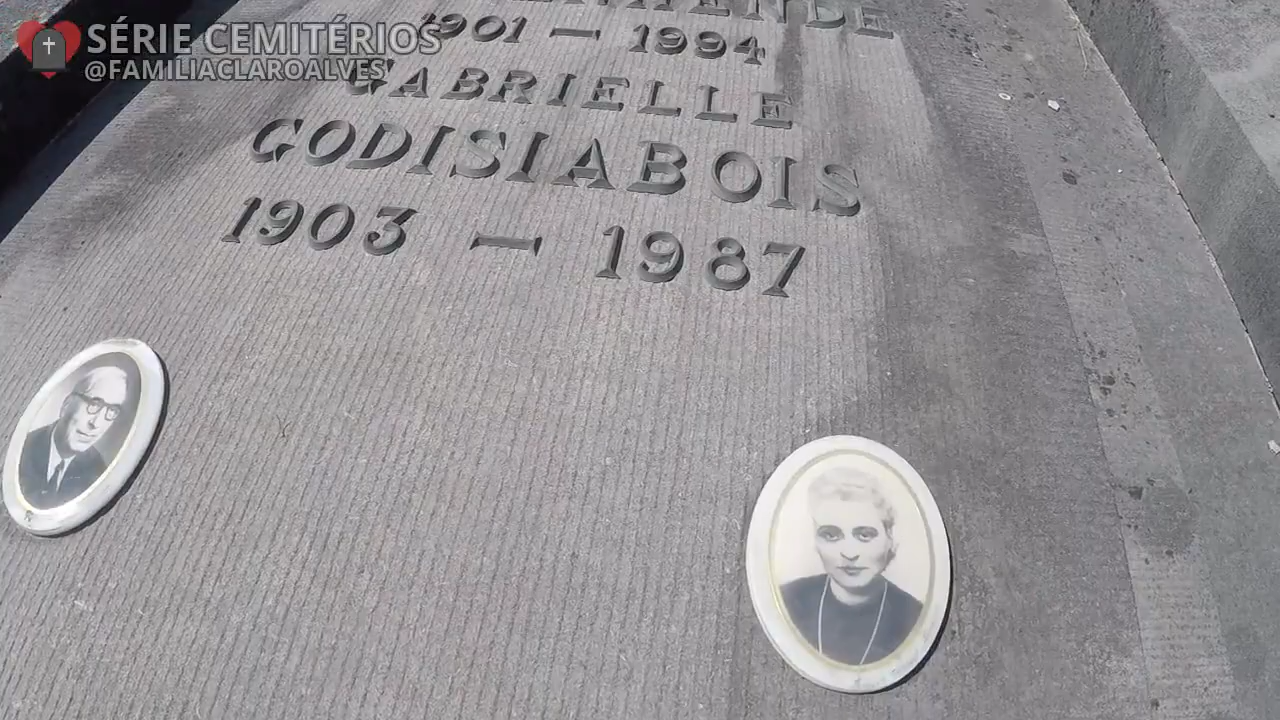 SÉRIE CEMITÉRIOS
@FAMILIACLAROALVES
1901 — 1994
GABRIELLE
GODISIABOIS
1903 — 1987